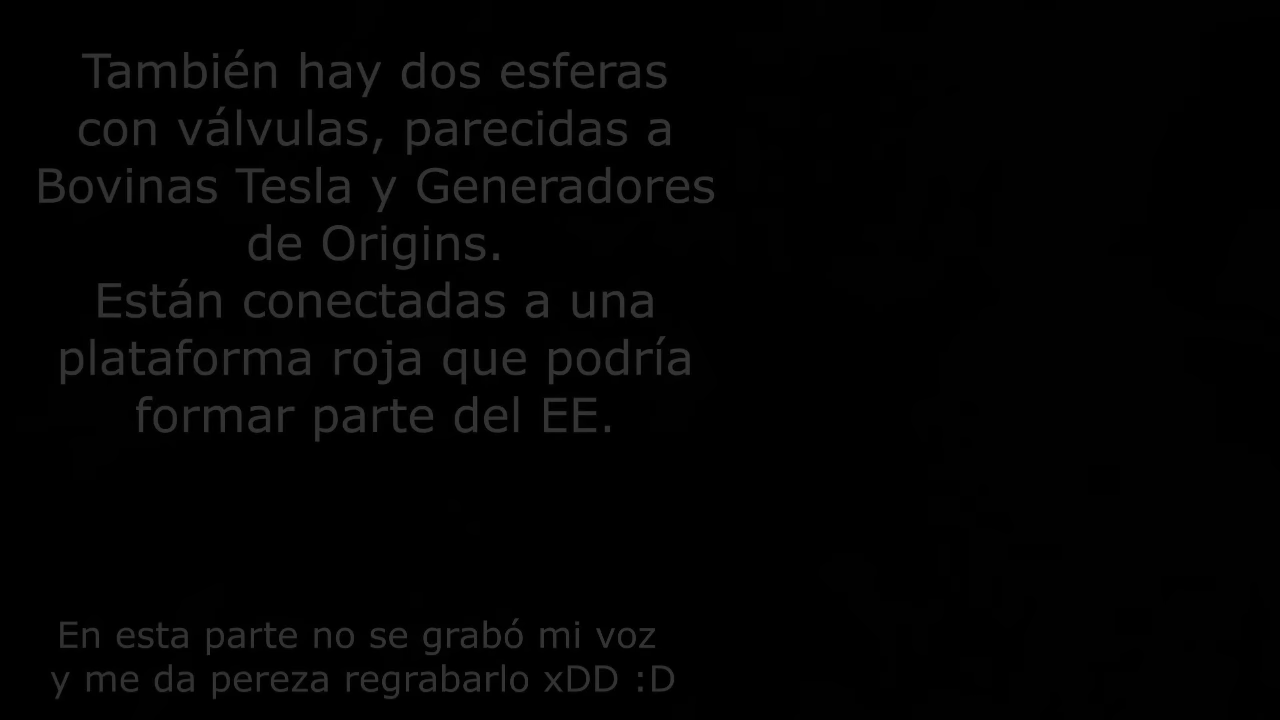 También hay dos esferas
con válvulas, parecidas a
Bovinas Tesla y Generadores
de Origins.
Están conectadas a una
plataforma roja que podría
formar parte del EE.
En esta parte no se grabó mi voz
y me da pereza regrabarlo xDD :D